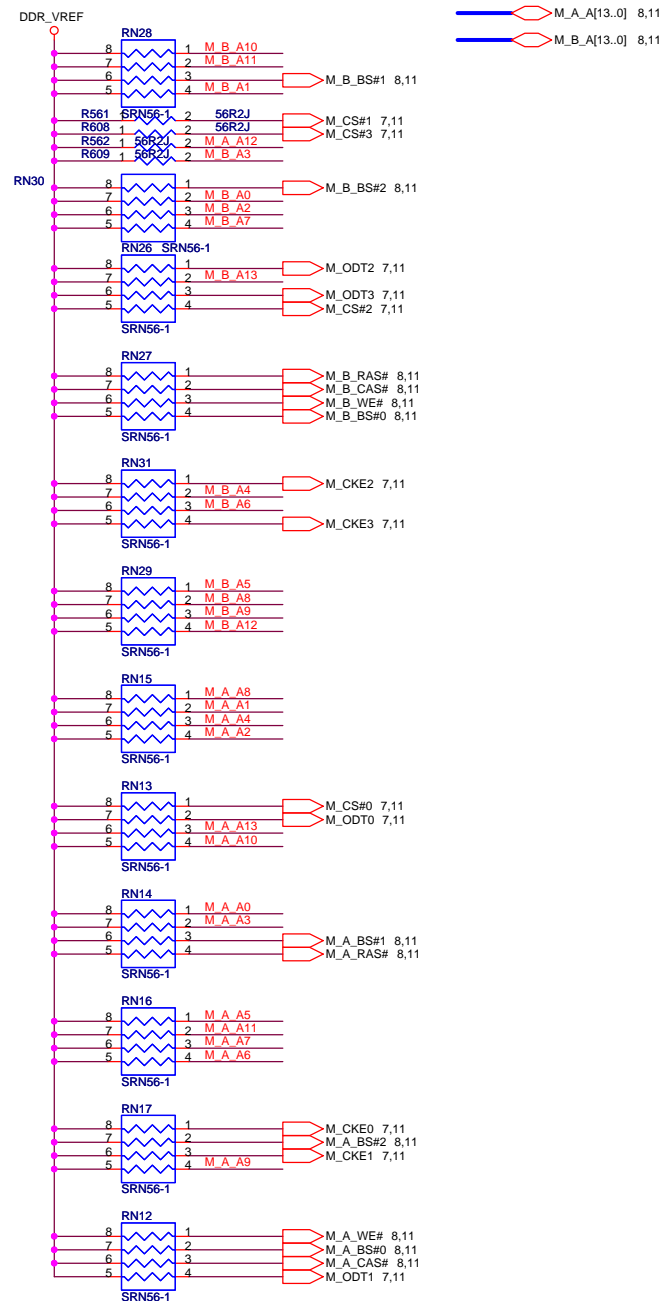 DDR_VREF
M_A_A[13..0] 8,11
M_B_A[13..0] 8,11
RN28
8 1 M_B_A10
7 2 M_B_A11
6 3 M_B_BS#1 8,11
5 4 M_B_A1
SRN56-1
R561 1 2 56R2J M_CS#1 7,11
R608 1 2 56R2J M_CS#3 7,11
R562 1 56R2J 2 M_A_A12
R609 1 56R2J 2 M_B_A3
RN30
8 1 M_B_BS#2 8,11
7 2 M_B_A0
6 3 M_B_A2
5 4 M_B_A7
RN26 SRN56-1
8 1 M_ODT2 7,11
7 2 M_B_A13
6 3 M_ODT3 7,11
5 4 M_CS#2 7,11
SRN56-1
RN27
8 1 M_B_RAS# 8,11
7 2 M_B_CAS# 8,11
6 3 M_B_WE# 8,11
5 4 M_B_BS#0 8,11
SRN56-1
RN31
8 1 M_CKE2 7,11
7 2 M_B_A4
6 3 M_B_A6
5 4 M_CKE3 7,11
SRN56-1
RN29
8 1 M_B_A5
7 2 M_B_A8
6 3 M_B_A9
5 4 M_B_A12
SRN56-1
RN15
8 1 M_A_A8
7 2 M_A_A1
6 3 M_A_A4
5 4 M_A_A2
SRN56-1
RN13
8 1 M_CS#0 7,11
7 2 M_ODT0 7,11
6 3 M_A_A13
5 4 M_A_A10
SRN56-1
RN14
8 1 M_A_A0
7 2 M_A_A3
6 3 M_A_BS#1 8,11
5 4 M_A_RAS# 8,11
SRN56-1
RN16
8 1 M_A_A5
7 2 M_A_A11
6 3 M_A_A7
5 4 M_A_A6
SRN56-1
RN17
8 1 M_CKE0 7,11
7 2 M_A_BS#2 8,11
6 3 M_CKE1 7,11
5 4 M_A_A9
SRN56-1
RN12
8 1 M_A_WE# 8,11
7 2 M_A_BS#0 8,11
6 3 M_A_CAS# 8,11
5 4 M_ODT1 7,11
SRN56-1